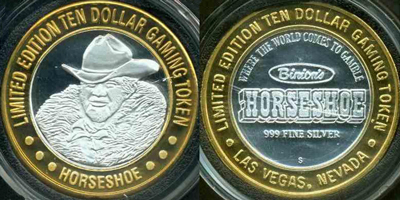 LIMITED EDITION TEN DOLLAR GAMING TOKEN
HORSESHOE
LIMITED EDITION TEN DOLLAR GAMING TOKEN
WHERE THE WORLD COMES TO GAMBLE
Binion's
HORSESHOE
999 FINE SILVER
S
LAS VEGAS, NEVADA